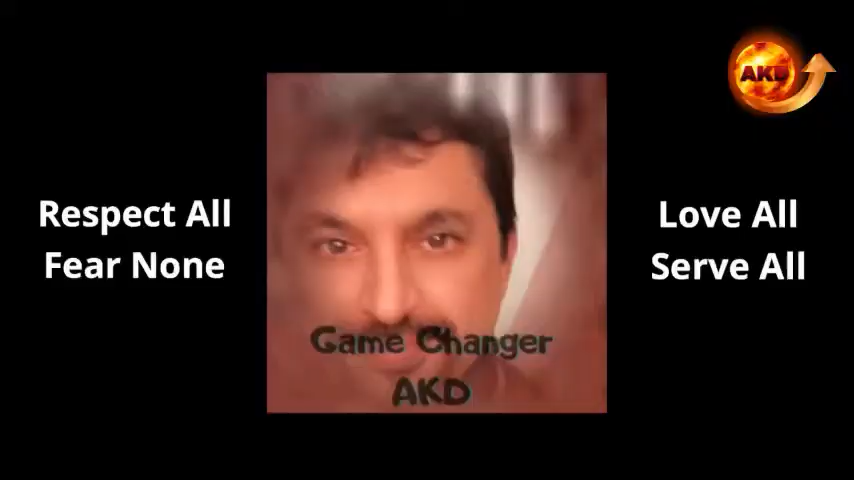 AKD
Respect All
Fear None
Love All
Serve All
Game Changer
AKD